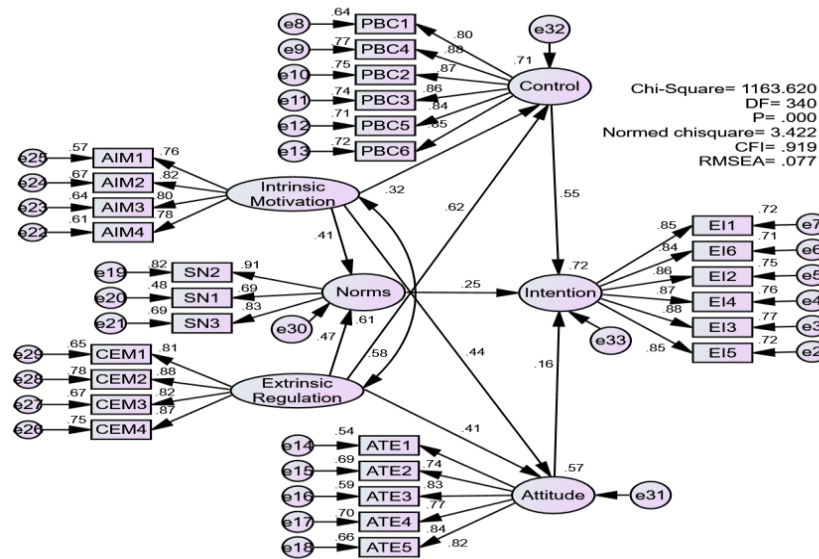 e8 .64 PBC1 .80
e9 .77 PBC4 .88
e10 .75 PBC2 .87
e11 .74 PBC3 .86
e12 .71 PBC5 .84
e13 .72 PBC6 .85
e32
.71
Control
Chi-Square= 1163.620
DF= 340
P= .000
Normed chisquare= 3.422
CFI= .919
RMSEA= .077
e25 .57 AIM1 .76
e24 .67 AIM2 .82
e23 .64 AIM3 .80
e22 .61 AIM4 .78
Intrinsic
Motivation
.32
.62
.55
.41
e19 .82 SN2 .91
e20 .48 SN1 .69
e21 .69 SN3 .83
Norms
e30
.61
.47
.58
.25
.44
.72
Intention
e33
.16
.85 EI1 .72 e7
.84 EI6 .71 e6
.86 EI2 .75 e5
.87 EI4 .76 e4
.88 EI3 .77 e3
.85 EI5 .72 e2
e29 .65 CEM1 .81
e28 .78 CEM2 .88
e27 .67 CEM3 .82
e26 .75 CEM4 .87
Extrinsic
Regulation
.41
e14 .54 ATE1 .74
e15 .69 ATE2 .83
e16 .59 ATE3 .77
e17 .70 ATE4 .84
e18 .66 ATE5 .82
.57
Attitude
e31